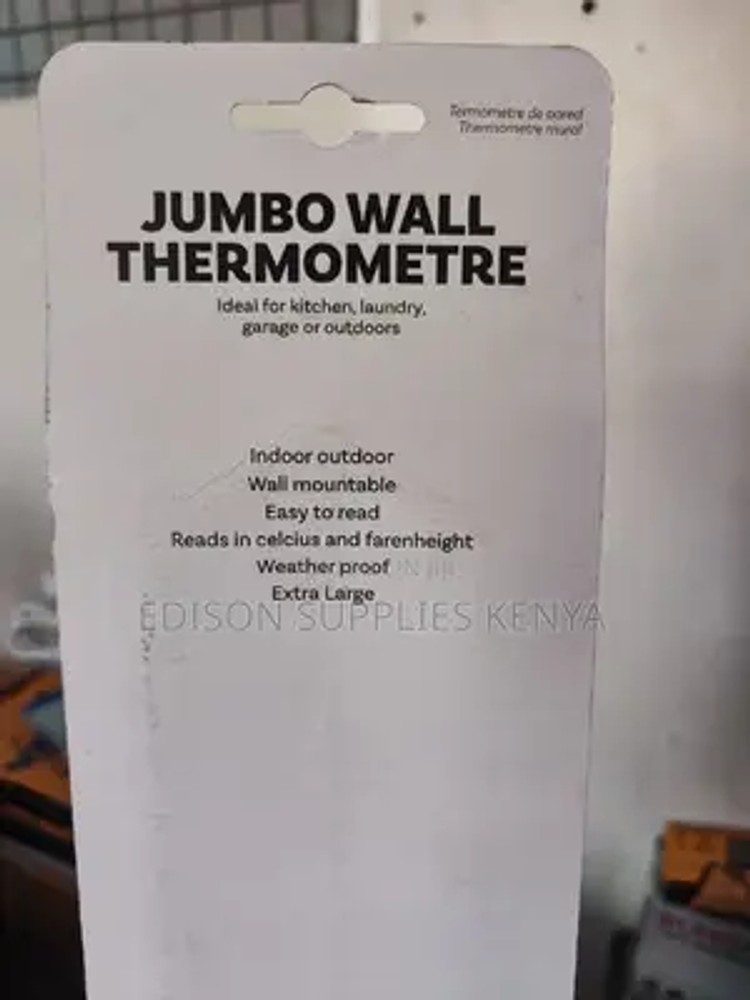 Termometre de pared
Thermometre mural
JUMBO WALL
THERMOMETRE
Ideal for kitchen, laundry,
garage or outdoors
Indoor outdoor
Wall mountable
Easy to read
Reads in celcius and farenheight
Weather proof
Extra Large
EDISON SUPPLIES KENYA